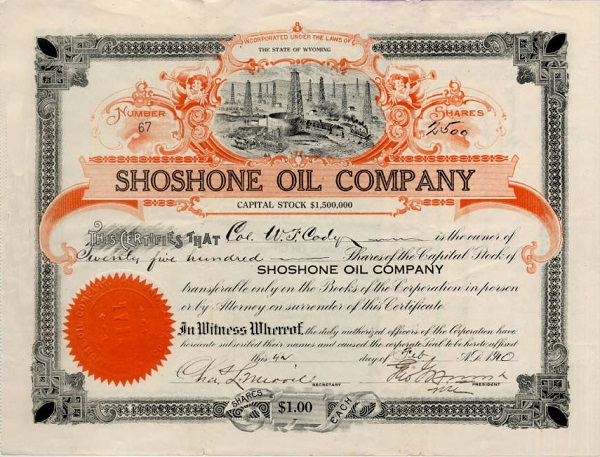 INCORPORATED UNDER THE LAWS OF
THE STATE OF WYOMING
NUMBER
67
SHARES
2500
SHOSHONE OIL COMPANY
CAPITAL STOCK $1,500,000
THIS CERTIFIES THAT Col. W. F. Cody is the owner of
Twenty five hundred Shares of the Capital Stock of
SHOSHONE OIL COMPANY
transferable only on the Books of the Corporation in person
or by Attorney on surrender of this Certificate.
In Witness Whereof, the duly authorized officers of the Corporation have
hereunto subscribed their names and caused the corporate Seal to be hereto affixed
this day of Feb A.D. 1910
SECRETARY
PRESIDENT
SHARES $1.00 EACH